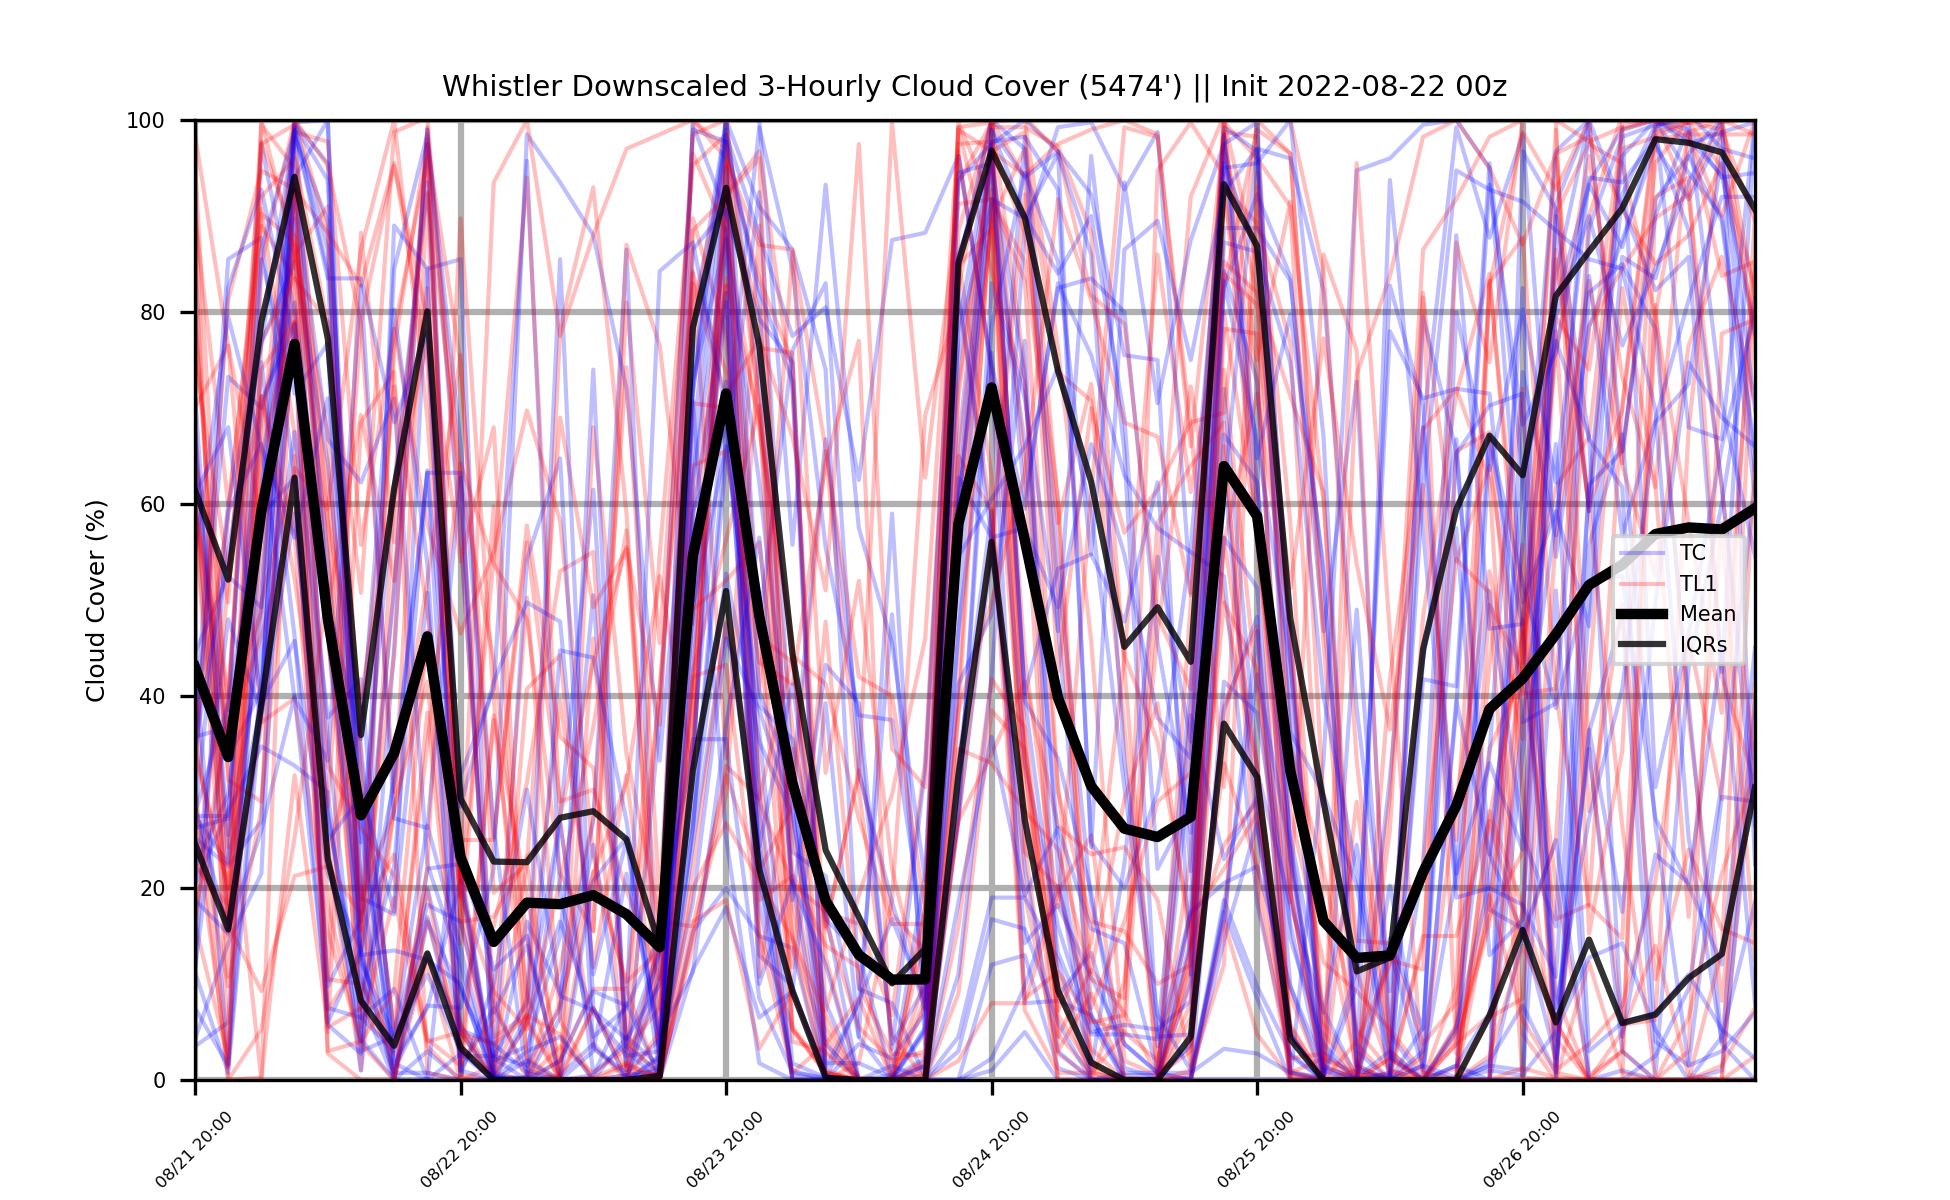 Whistler Downscaled 3-Hourly Cloud Cover (5474') || Init 2022-08-22 00z
Cloud Cover (%)
100
80
60
40
20
0
TC
TL1
Mean
IQRs
08/21 20:00
08/22 20:00
08/23 20:00
08/24 20:00
08/25 20:00
08/26 20:00